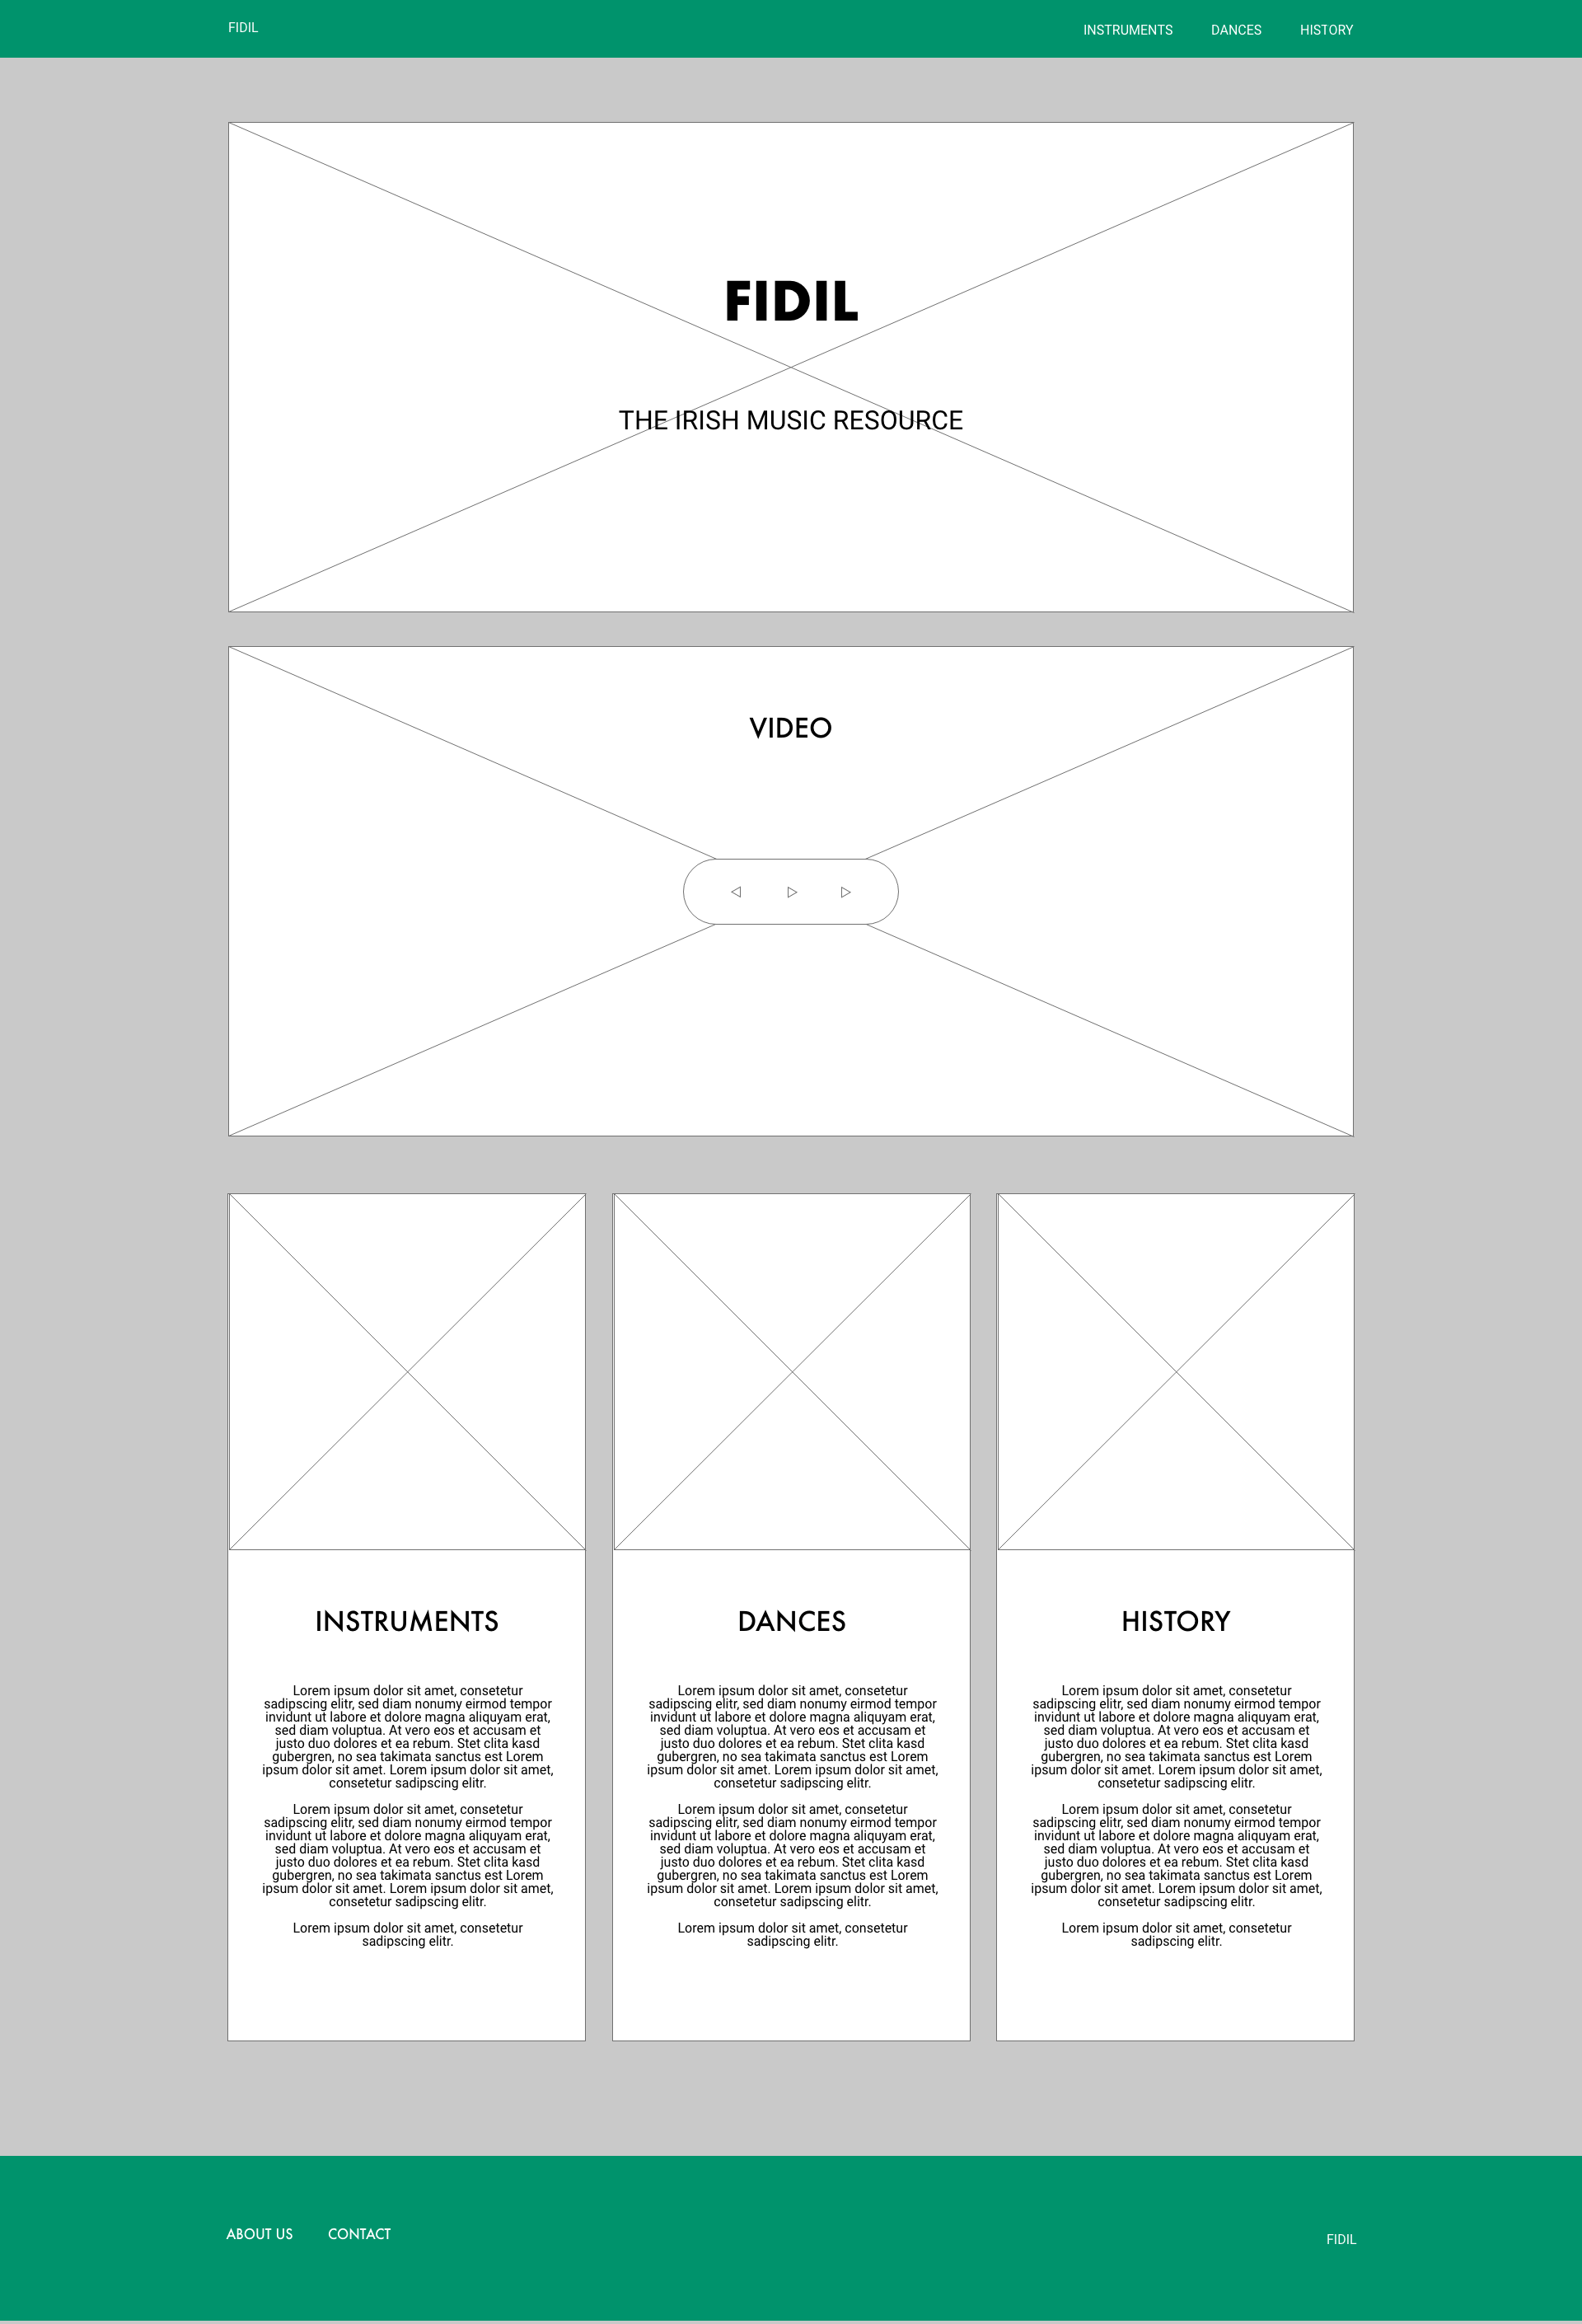 FIDIL
INSTRUMENTS DANCES HISTORY
FIDIL
THE IRISH MUSIC RESOURCE
VIDEO
INSTRUMENTS
Lorem ipsum dolor sit amet, consetetur
sadipscing elitr, sed diam nonumy eirmod tempor
invidunt ut labore et dolore magna aliquyam erat,
sed diam voluptua. At vero eos et accusam et
justo duo dolores et ea rebum. Stet clita kasd
gubergren, no sea takimata sanctus est Lorem
ipsum dolor sit amet. Lorem ipsum dolor sit amet,
consetetur sadipscing elitr.
Lorem ipsum dolor sit amet, consetetur
sadipscing elitr, sed diam nonumy eirmod tempor
invidunt ut labore et dolore magna aliquyam erat,
sed diam voluptua. At vero eos et accusam et
justo duo dolores et ea rebum. Stet clita kasd
gubergren, no sea takimata sanctus est Lorem
ipsum dolor sit amet. Lorem ipsum dolor sit amet,
consetetur sadipscing elitr.
Lorem ipsum dolor sit amet, consetetur
sadipscing elitr.
DANCES
Lorem ipsum dolor sit amet, consetetur
sadipscing elitr, sed diam nonumy eirmod tempor
invidunt ut labore et dolore magna aliquyam erat,
sed diam voluptua. At vero eos et accusam et
justo duo dolores et ea rebum. Stet clita kasd
gubergren, no sea takimata sanctus est Lorem
ipsum dolor sit amet. Lorem ipsum dolor sit amet,
consetetur sadipscing elitr.
Lorem ipsum dolor sit amet, consetetur
sadipscing elitr, sed diam nonumy eirmod tempor
invidunt ut labore et dolore magna aliquyam erat,
sed diam voluptua. At vero eos et accusam et
justo duo dolores et ea rebum. Stet clita kasd
gubergren, no sea takimata sanctus est Lorem
ipsum dolor sit amet. Lorem ipsum dolor sit amet,
consetetur sadipscing elitr.
Lorem ipsum dolor sit amet, consetetur
sadipscing elitr.
HISTORY
Lorem ipsum dolor sit amet, consetetur
sadipscing elitr, sed diam nonumy eirmod tempor
invidunt ut labore et dolore magna aliquyam erat,
sed diam voluptua. At vero eos et accusam et
justo duo dolores et ea rebum. Stet clita kasd
gubergren, no sea takimata sanctus est Lorem
ipsum dolor sit amet. Lorem ipsum dolor sit amet,
consetetur sadipscing elitr.
Lorem ipsum dolor sit amet, consetetur
sadipscing elitr, sed diam nonumy eirmod tempor
invidunt ut labore et dolore magna aliquyam erat,
sed diam voluptua. At vero eos et accusam et
justo duo dolores et ea rebum. Stet clita kasd
gubergren, no sea takimata sanctus est Lorem
ipsum dolor sit amet. Lorem ipsum dolor sit amet,
consetetur sadipscing elitr.
Lorem ipsum dolor sit amet, consetetur
sadipscing elitr.
ABOUT US CONTACT
FIDIL